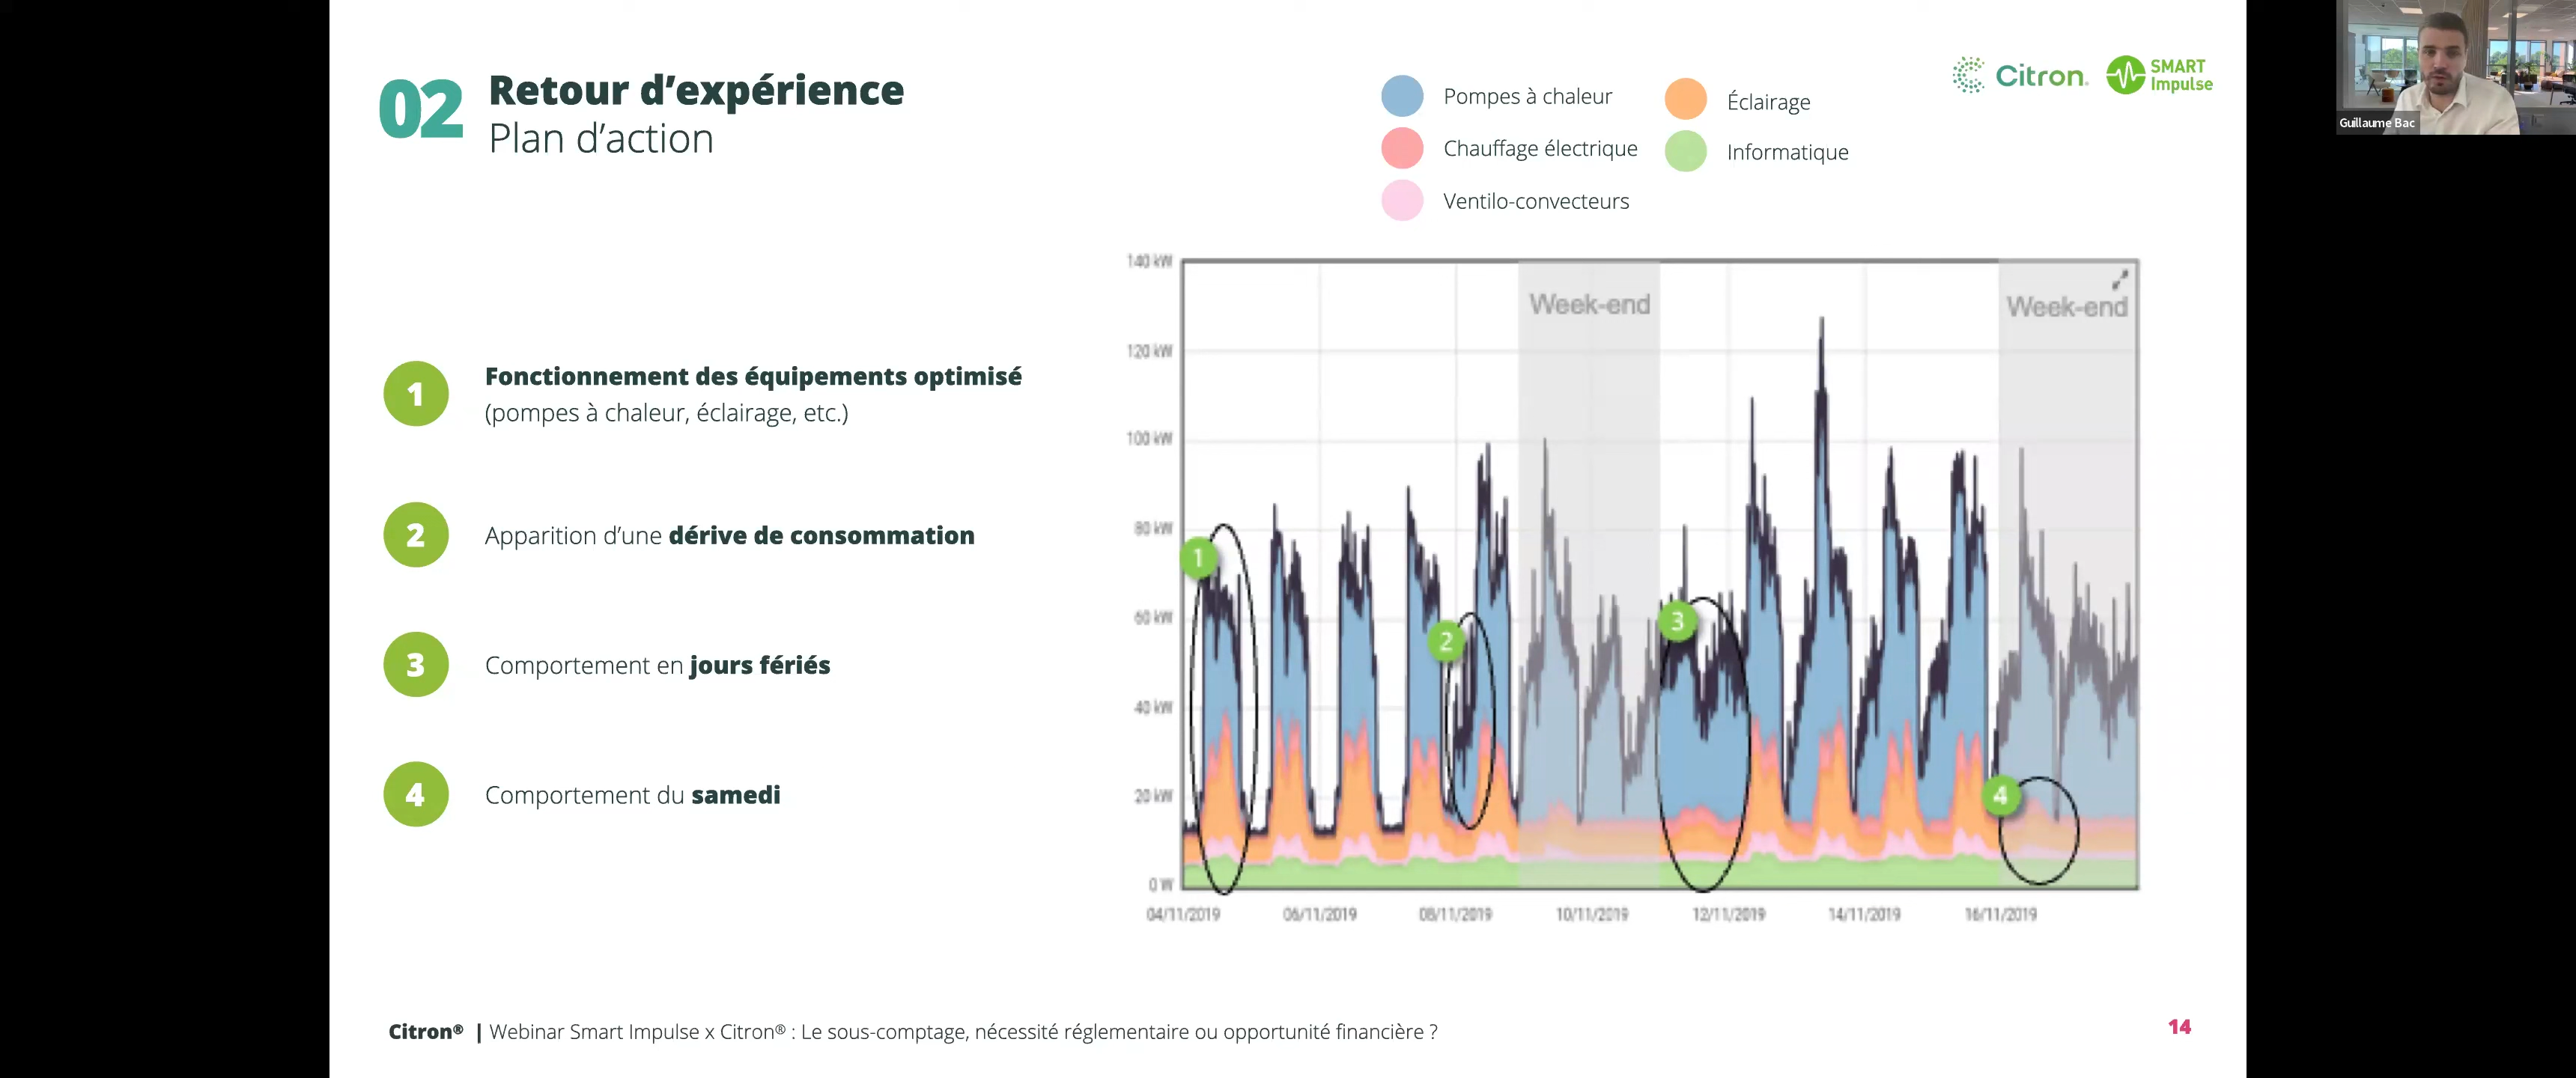 02
Retour d’expérience
Plan d’action
Pompes à chaleur
Éclairage
Chauffage électrique
Informatique
Ventilo-convecteurs
Citron®
SMART
Impulse
Guillaume Bac
1
Fonctionnement des équipements optimisé
(pompes à chaleur, éclairage, etc.)
2
Apparition d’une dérive de consommation
3
Comportement en jours fériés
4
Comportement du samedi
140 kW
120 kW
100 kW
80 kW
60 kW
40 kW
20 kW
0 W
Week-end
Week-end
1
2
3
4
04/11/2019
06/11/2019
08/11/2019
10/11/2019
12/11/2019
14/11/2019
16/11/2019
Citron® | Webinar Smart Impulse x Citron® : Le sous-comptage, nécessité réglementaire ou opportunité financière ?
14